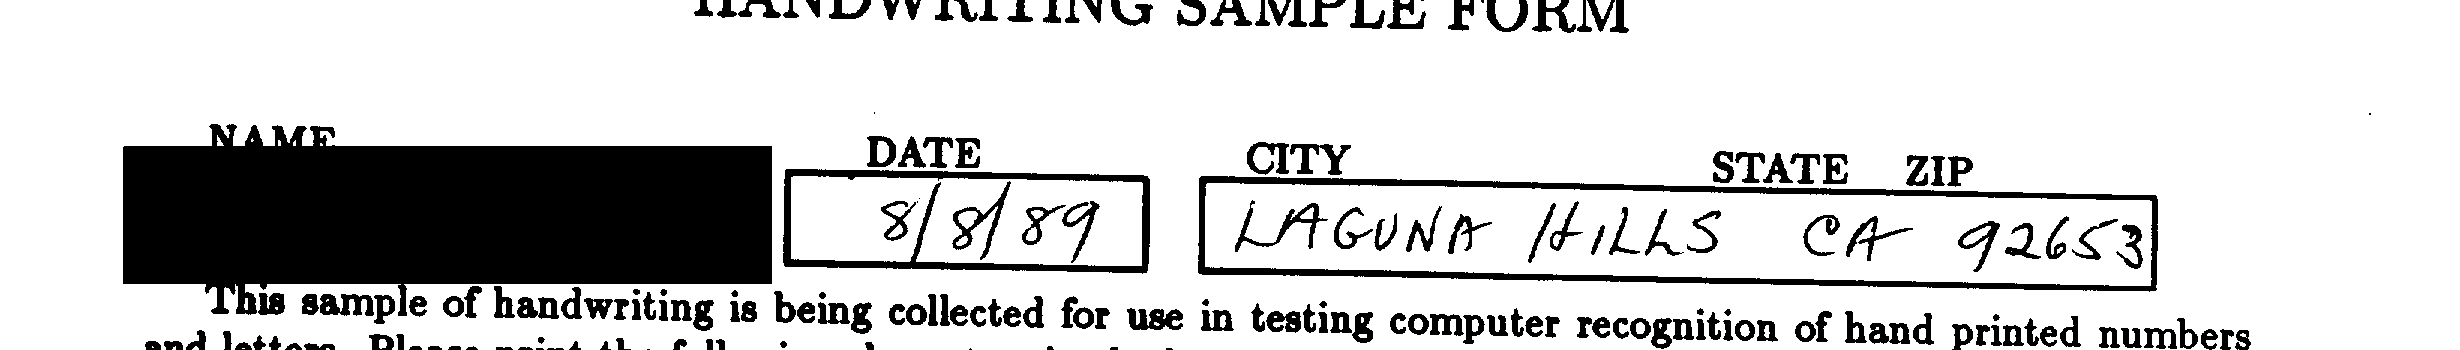 HANDWRITING SAMPLE FORM
NAME DATE CITY STATE ZIP
8/8/89 LAGUNA HILLS CA 92653
This sample of handwriting is being collected for use in testing computer recognition of hand printed numbers
and letters. Please print the following